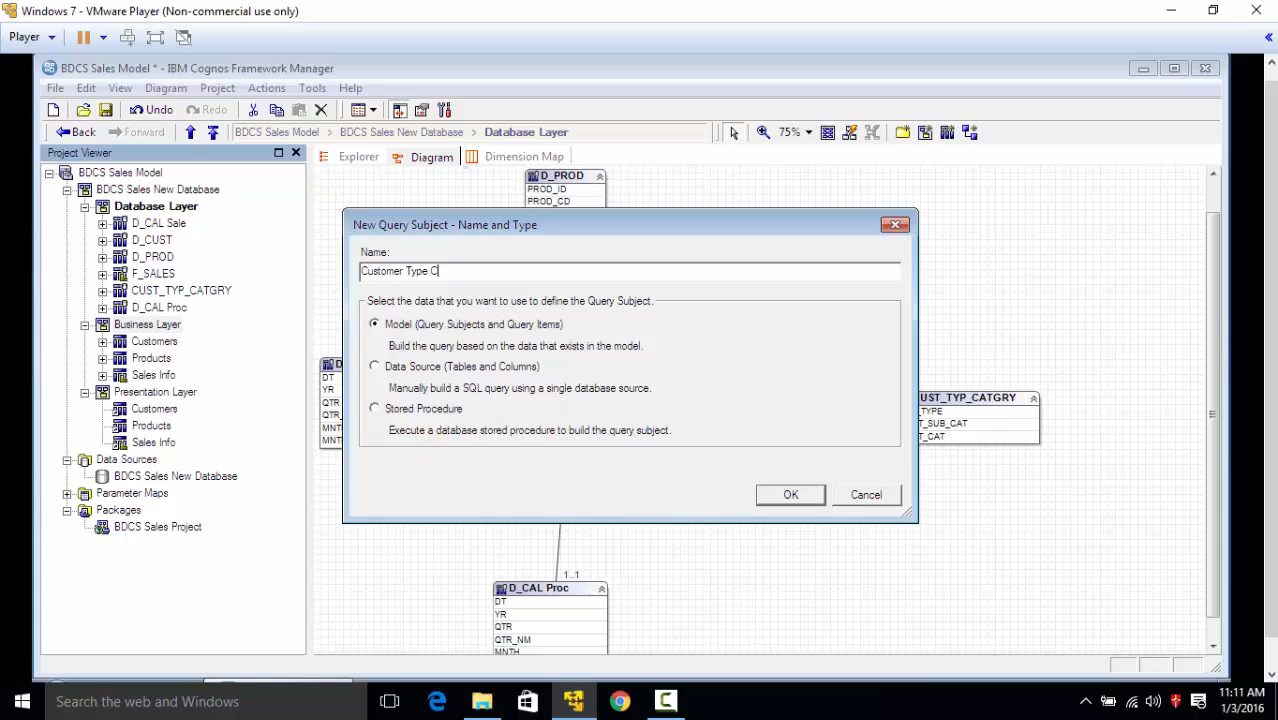 Windows 7 - VMware Player (Non-commercial use only)
Player
BDCS Sales Model * - IBM Cognos Framework Manager
File Edit View Diagram Project Actions Tools Help
Undo Redo
Back Forward BDCS Sales Model > BDCS Sales New Database > Database Layer 75%
Project Viewer
Explorer Diagram Dimension Map
BDCS Sales Model
BDCS Sales New Database
Database Layer
D_CAL Sale
D_CUST
D_PROD
F_SALES
CUST_TYP_CATGRY
D_CAL Proc
Business Layer
Customers
Products
Sales Info
Presentation Layer
Customers
Products
Sales Info
Data Sources
BDCS Sales New Database
Parameter Maps
Packages
BDCS Sales Project
D_PROD
PROD_ID
PROD_CD
New Query Subject - Name and Type
Name:
Customer Type C
Select the data that you want to use to define the Query Subject.
Model (Query Subjects and Query Items)
Build the query based on the data that exists in the model.
Data Source (Tables and Columns)
Manually build a SQL query using a single database source.
Stored Procedure
Execute a database stored procedure to build the query subject.
OK Cancel
D
DT
YR
QTR
QTR_
MNT
MNT
UST_TYP_CATGRY
_TYPE
T_SUB_CAT
T_CAT
1..1
D_CAL Proc
DT
YR
QTR
QTR_NM
MNTH
Search the web and Windows
11:11 AM
1/3/2016